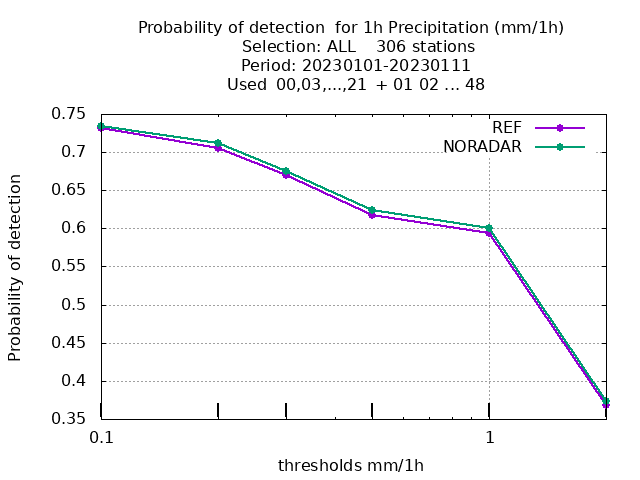 Probability of detection  for 1h Precipitation (mm/1h)
Selection: ALL    306 stations
Period: 20230101-20230111
Used  00,03,...,21  + 01 02 ... 48
0.75
0.7
0.65
0.6
0.55
0.5
0.45
0.4
0.35
Probability of detection
REF
NORADAR
0.1
1
thresholds mm/1h